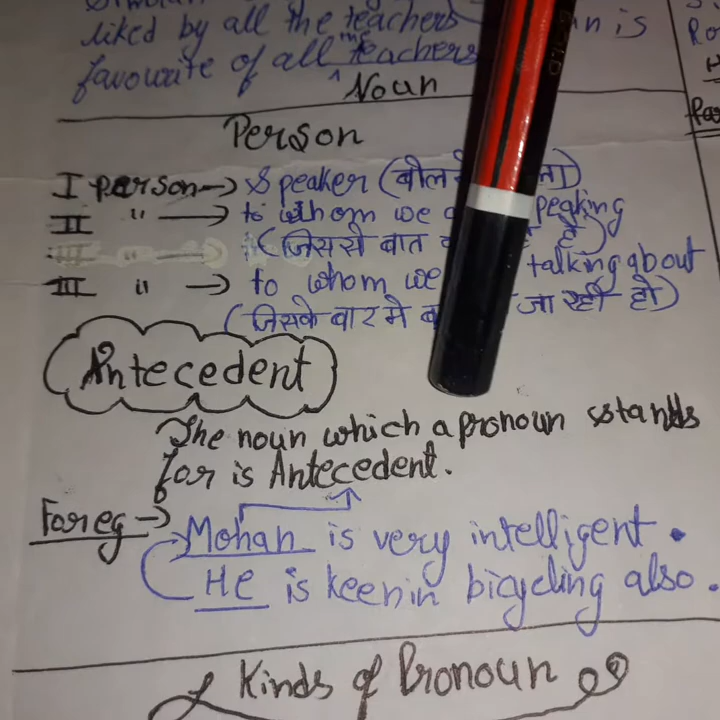 liked by all the teachers is
favourite of all the teachers
Noun
Person
I person → Speaker (
II " → to whom we peaking
(जिससे बात है)
III " → to whom we talking about
(जिसके बारे मे जा रही हो)
Antecedent
The noun which a pronoun stands
for is Antecedent.
For eg → Mohan is very intelligent.
He is keen in bicycling also.
Kinds of Pronoun